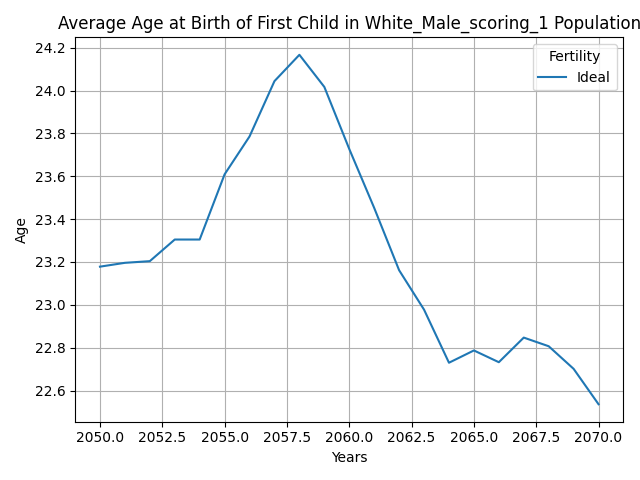 Average Age at Birth of First Child in White_Male_scoring_1 Population
Fertility
Ideal
Age
24.2
24.0
23.8
23.6
23.4
23.2
23.0
22.8
22.6
2050.0 2052.5 2055.0 2057.5 2060.0 2062.5 2065.0 2067.5 2070.0
Years